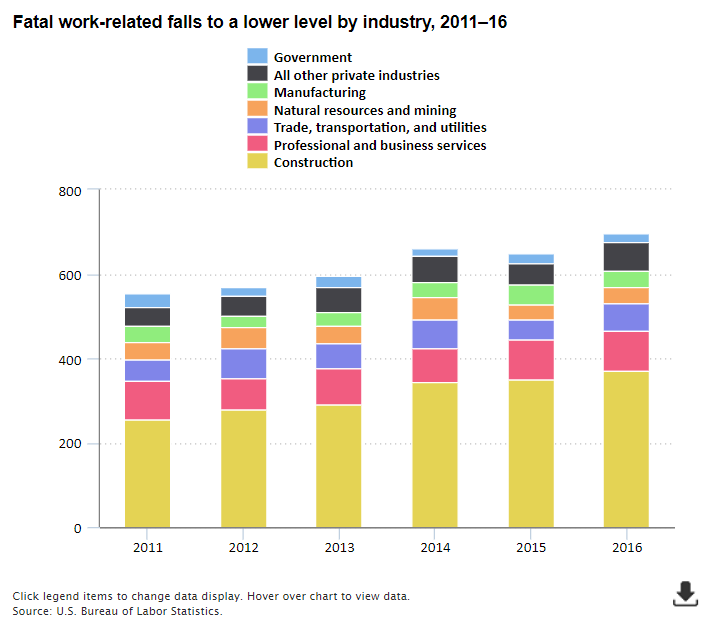 Fatal work-related falls to a lower level by industry, 2011–16
Government
All other private industries
Manufacturing
Natural resources and mining
Trade, transportation, and utilities
Professional and business services
Construction
800
600
400
200
0
2011 2012 2013 2014 2015 2016
Click legend items to change data display. Hover over chart to view data.
Source: U.S. Bureau of Labor Statistics.